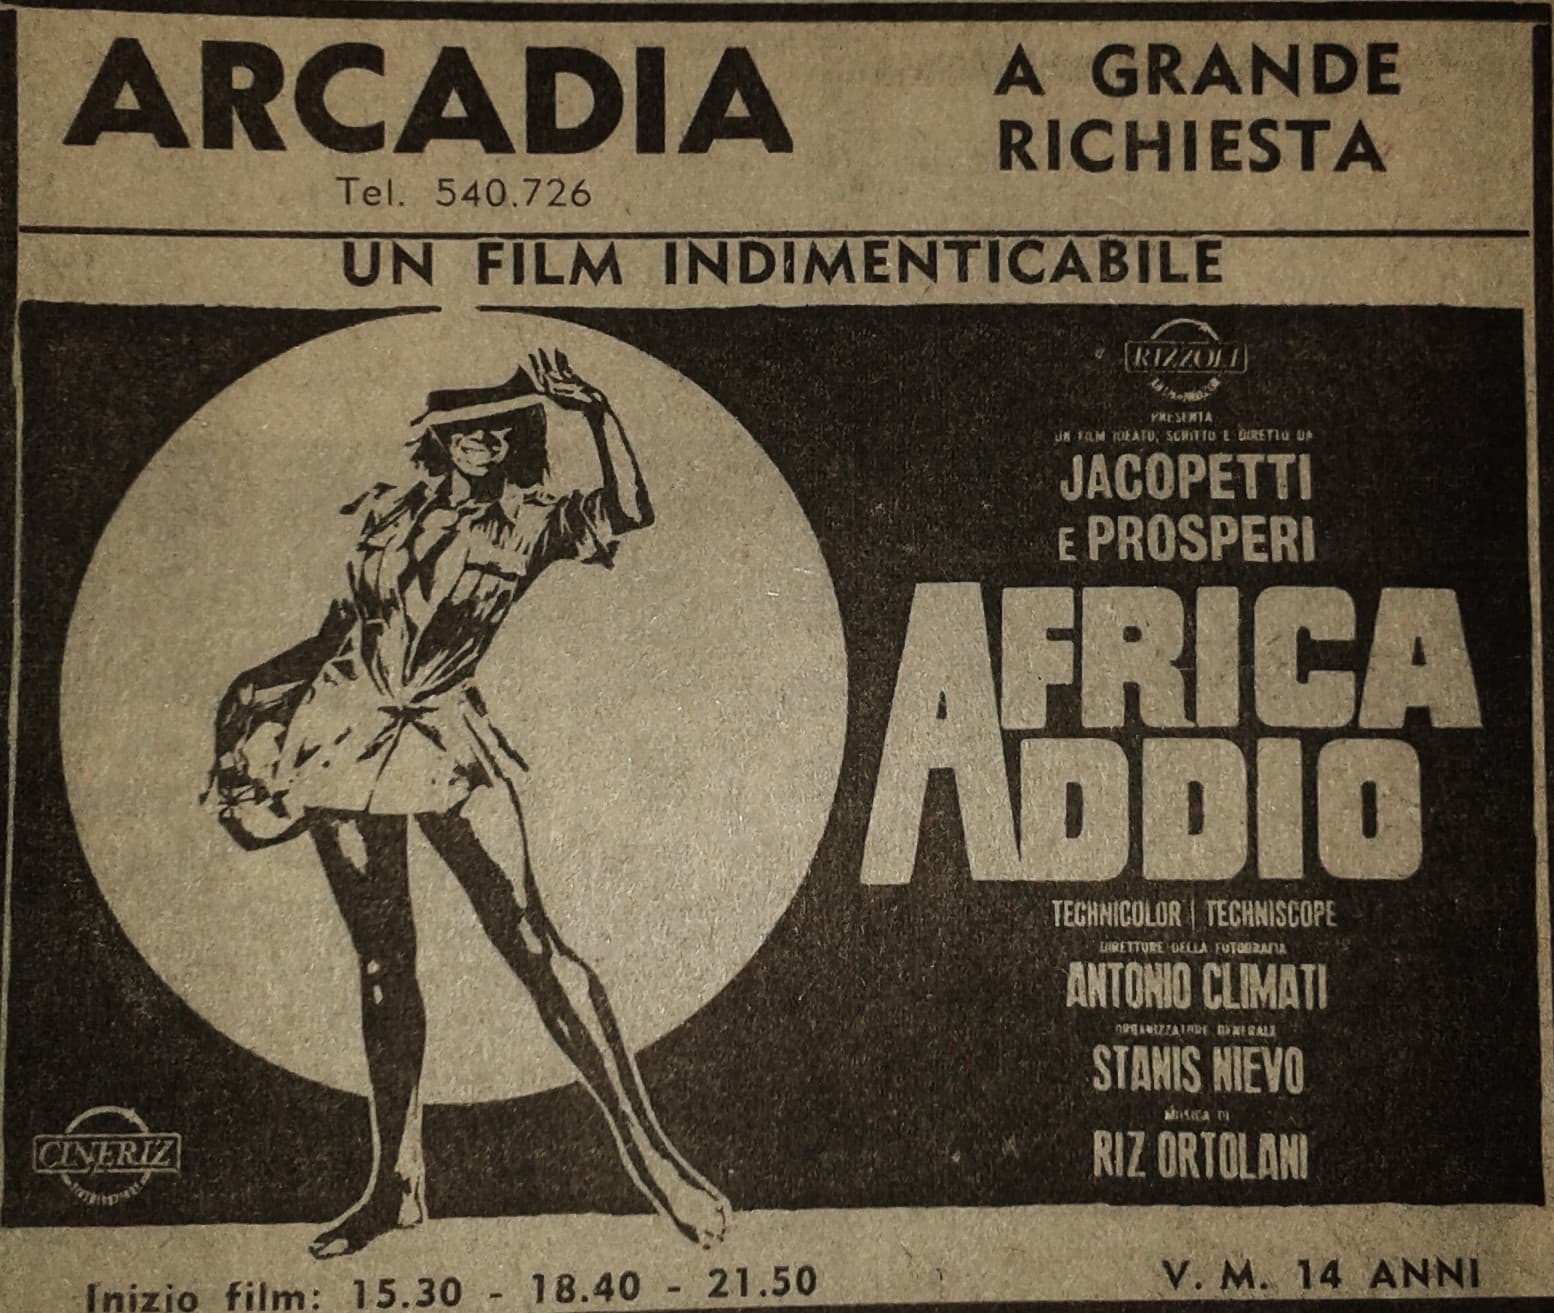 ARCADIA
Tel. 540.726
A GRANDE
RICHIESTA
UN FILM INDIMENTICABILE
RIZZOLI
PRESENTA
UN FILM IDEATO, SCRITTO E DIRETTO DA
JACOPETTI
E PROSPERI
AFRICA
ADDIO
TECHNICOLOR | TECHNISCOPE
DIRETTORE DELLA FOTOGRAFIA
ANTONIO CLIMATI
ORGANIZZATORE GENERALE
STANIS NIEVO
MUSICA DI
RIZ ORTOLANI
CINERIZ
Inizio film: 15.30 - 18.40 - 21.50
V. M. 14 ANNI